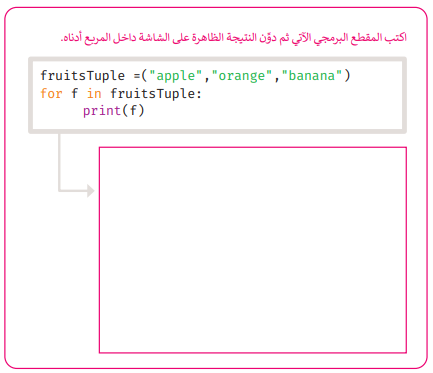 اكتب المقطع البرمجي الآتي ثم دوّن النتيجة الظاهرة على الشاشة داخل المربع أدناه.
fruitsTuple =("apple","orange","banana")
for f in fruitsTuple:
print(f)